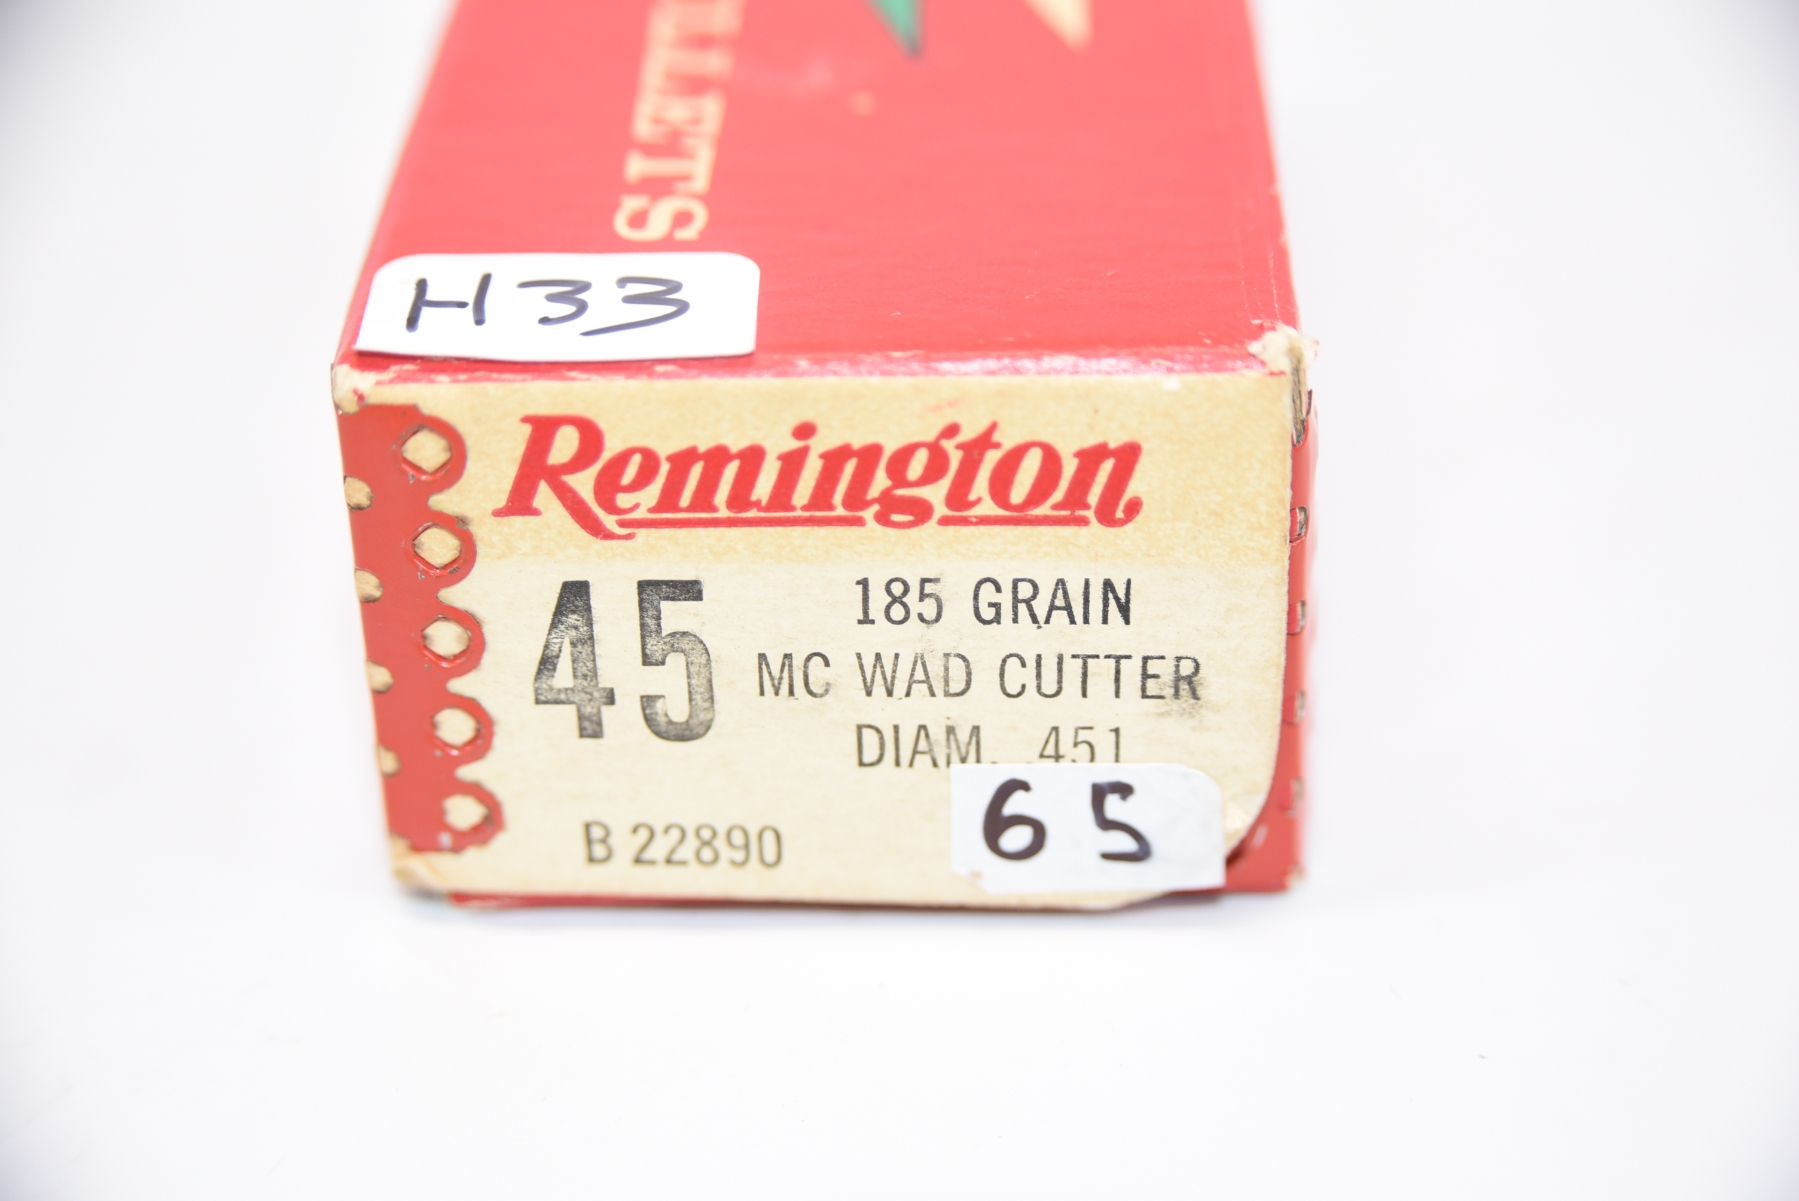 H33
Remington
45
185 GRAIN
MC WAD CUTTER
DIAM. .451
B 22890
65